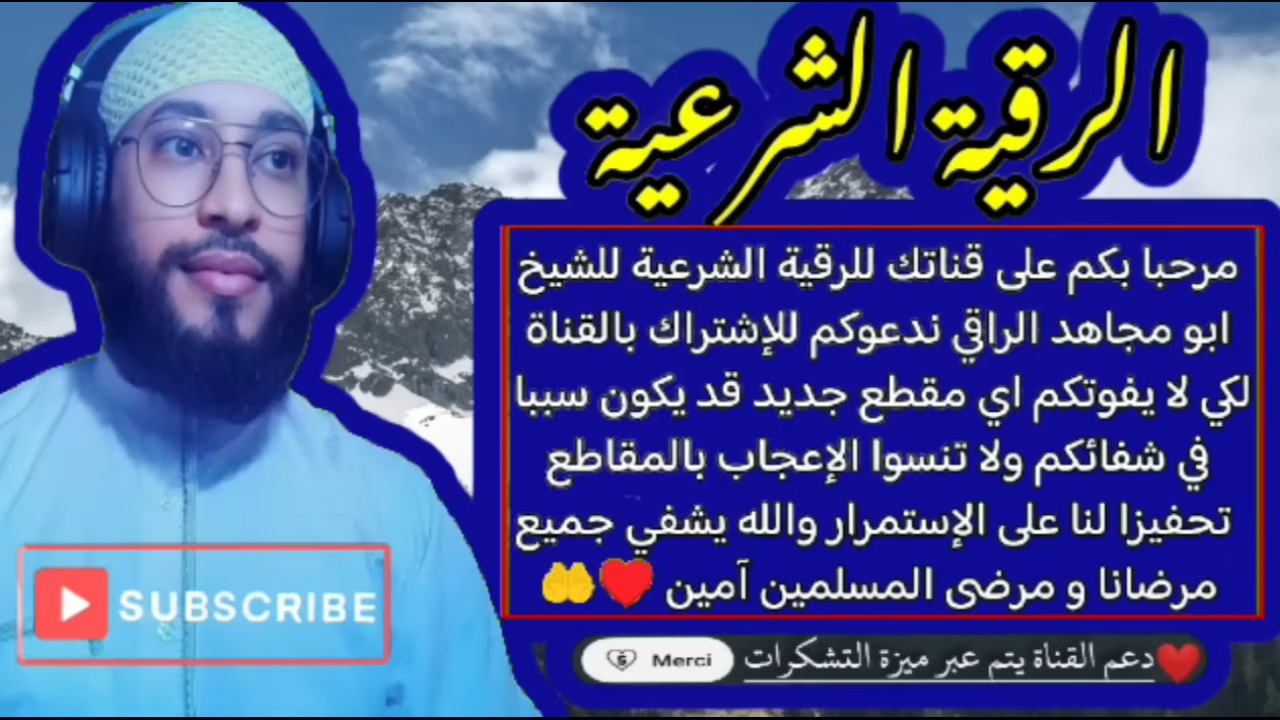 الرقية الشرعية
مرحبا بكم على قناتك للرقية الشرعية للشيخ
ابو مجاهد الراقي ندعوكم للإشتراك بالقناة
لكي لا يفوتكم اي مقطع جديد قد يكون سببا
في شفائكم ولا تنسوا الإعجاب بالمقاطع
تحفيزا لنا على الإستمرار والله يشفي جميع
مرضانا و مرضى المسلمين آمين ❤️🤲
SUBSCRIBE
❤️دعم القناة يتم عبر ميزة التشكرات
Merci